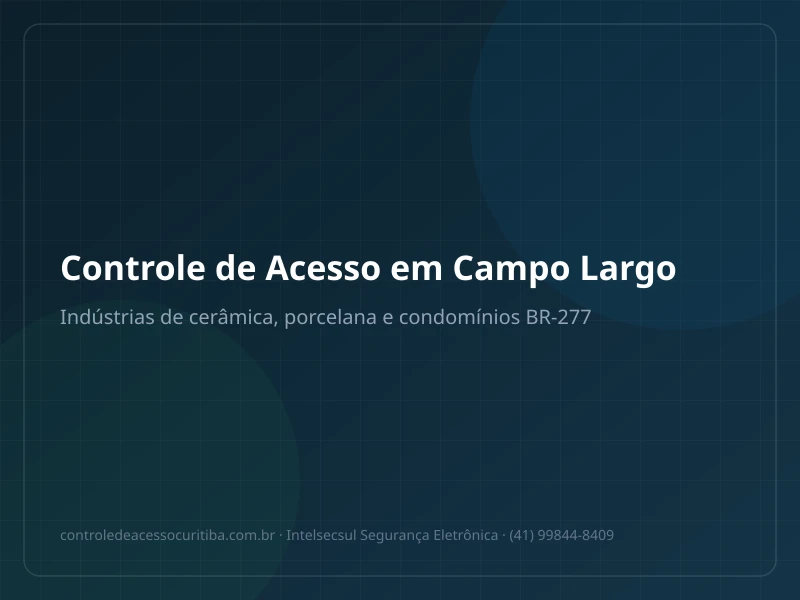 Controle de Acesso em Campo Largo
Indústrias de cerâmica, porcelana e condomínios BR-277
controledeacessocuritiba.com.br · Intelsecsul Segurança Eletrônica · (41) 99844-8409